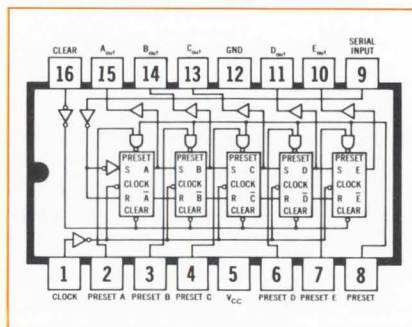 SERIAL
CLEAR A out B out C out GND D out E out INPUT
16 15 14 13 12 11 10 9
PRESET PRESET PRESET PRESET PRESET
S A S B S C S D S E
CLOCK CLOCK CLOCK CLOCK CLOCK
R A̅ R B̅ R C̅ R D̅ R E̅
CLEAR CLEAR CLEAR CLEAR CLEAR
1 2 3 4 5 6 7 8
CLOCK PRESET A PRESET B PRESET C VCC PRESET D PRESET E PRESET